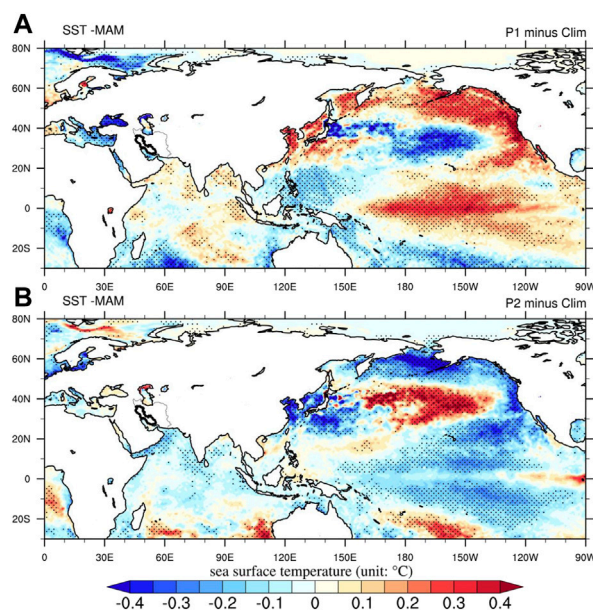 A
SST -MAM P1 minus Clim
80N
60N
40N
20N
0
20S
0 30E 60E 90E 120E 150E 180 150W 120W 90W
B
SST -MAM P2 minus Clim
80N
60N
40N
20N
0
20S
0 30E 60E 90E 120E 150E 180 150W 120W 90W
sea surface temperature (unit: °C)
-0.4 -0.3 -0.2 -0.1 0 0.1 0.2 0.3 0.4